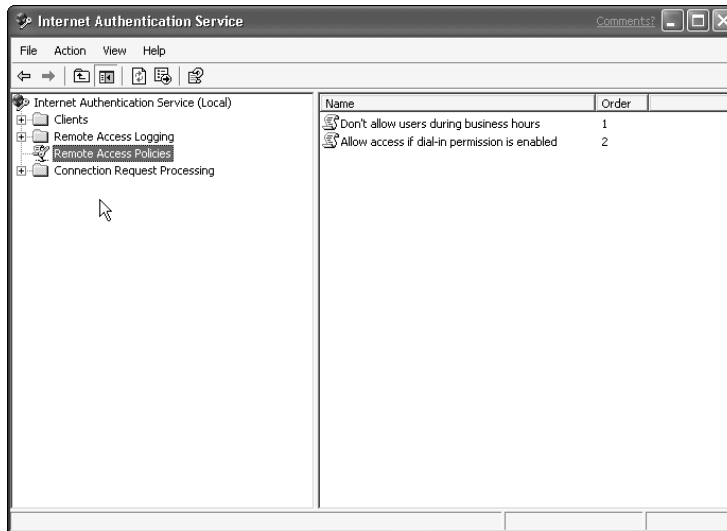 Internet Authentication Service
Comments?
File Action View Help
Internet Authentication Service (Local)
Clients
Remote Access Logging
Remote Access Policies
Connection Request Processing
Name Order
Don't allow users during business hours 1
Allow access if dial-in permission is enabled 2